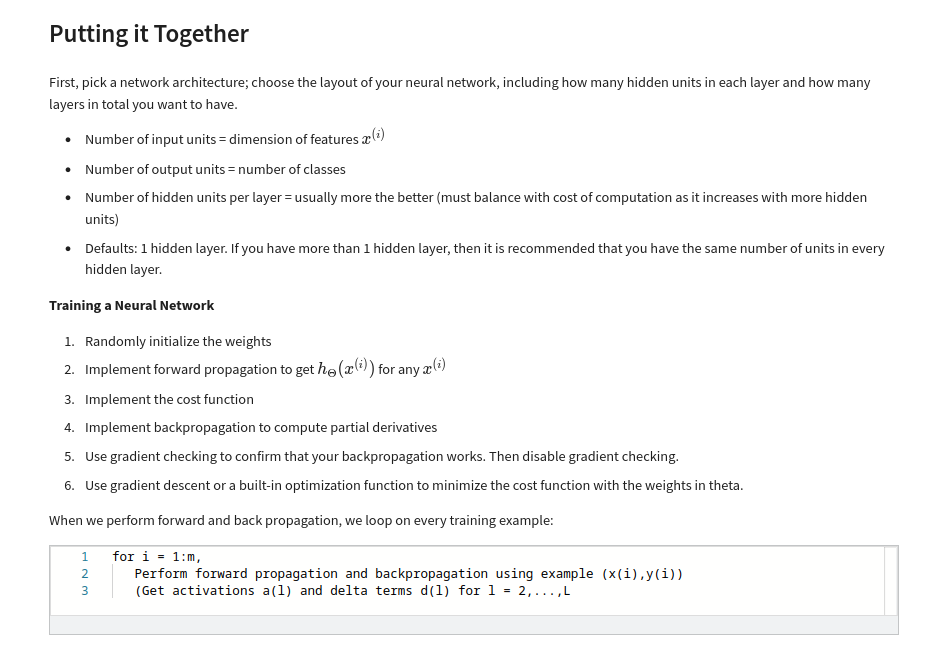 Putting it Together
First, pick a network architecture; choose the layout of your neural network, including how many hidden units in each layer and how many
layers in total you want to have.
• Number of input units = dimension of features x^{(i)}
• Number of output units = number of classes
• Number of hidden units per layer = usually more the better (must balance with cost of computation as it increases with more hidden
units)
• Defaults: 1 hidden layer. If you have more than 1 hidden layer, then it is recommended that you have the same number of units in every
hidden layer.
Training a Neural Network
1. Randomly initialize the weights
2. Implement forward propagation to get h_Θ(x^{(i)}) for any x^{(i)}
3. Implement the cost function
4. Implement backpropagation to compute partial derivatives
5. Use gradient checking to confirm that your backpropagation works. Then disable gradient checking.
6. Use gradient descent or a built-in optimization function to minimize the cost function with the weights in theta.
When we perform forward and back propagation, we loop on every training example:
1 for i = 1:m,
2 Perform forward propagation and backpropagation using example (x(i),y(i))
3 (Get activations a(l) and delta terms d(l) for l = 2,...,L